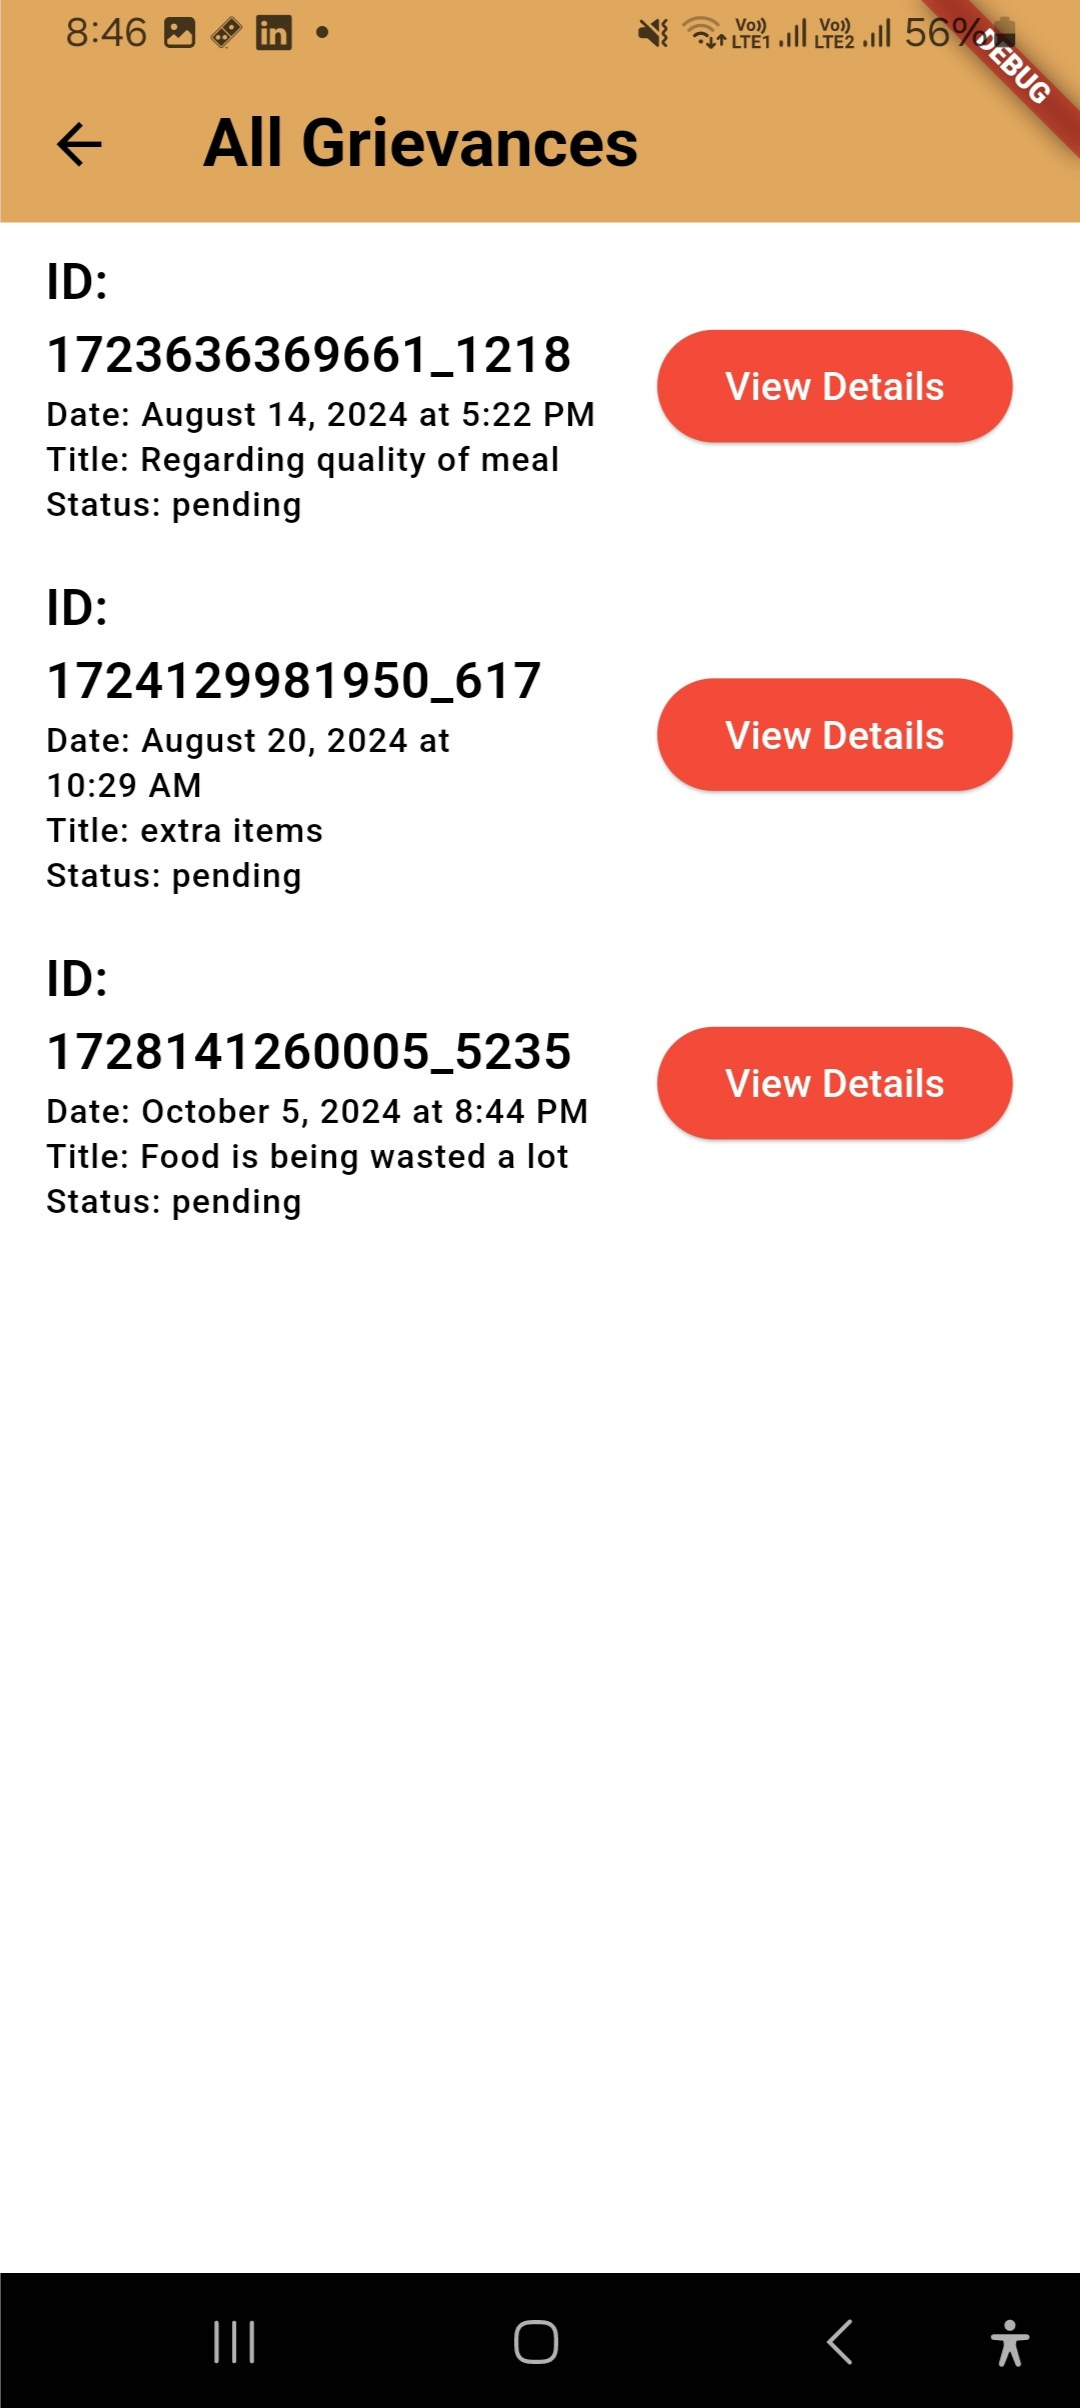 8:46 in Vo)) LTE1 Vo)) LTE2 56%
DEBUG
All Grievances
ID:
1723636369661_1218
Date: August 14, 2024 at 5:22 PM
Title: Regarding quality of meal
Status: pending
View Details
ID:
1724129981950_617
Date: August 20, 2024 at
10:29 AM
Title: extra items
Status: pending
View Details
ID:
1728141260005_5235
Date: October 5, 2024 at 8:44 PM
Title: Food is being wasted a lot
Status: pending
View Details